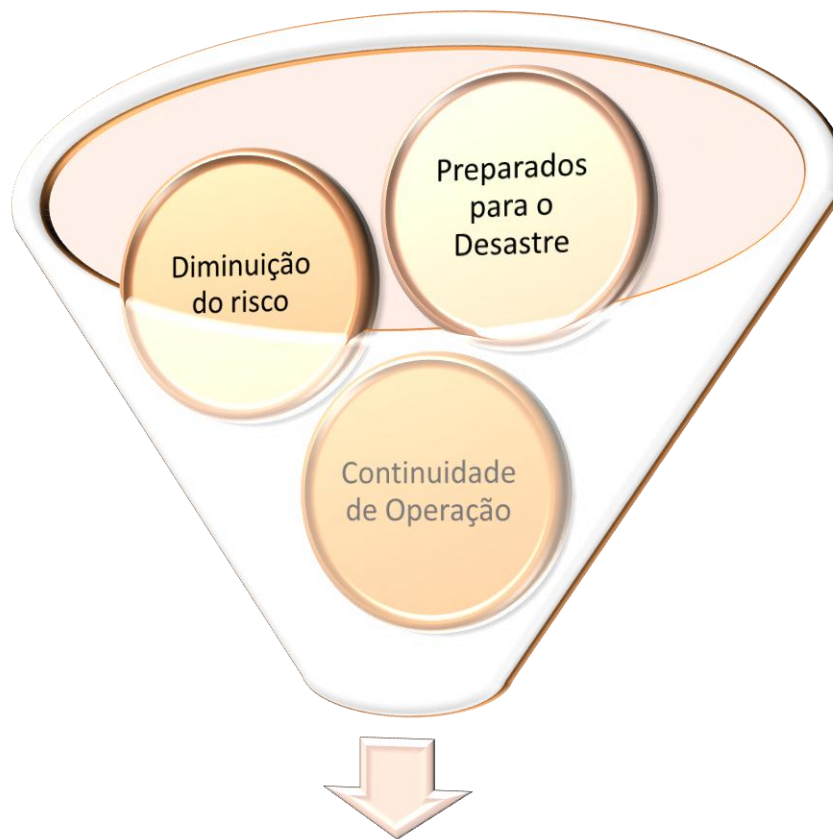 Preparados
para o
Desastre
Diminuição
do risco
Continuidade
de Operação